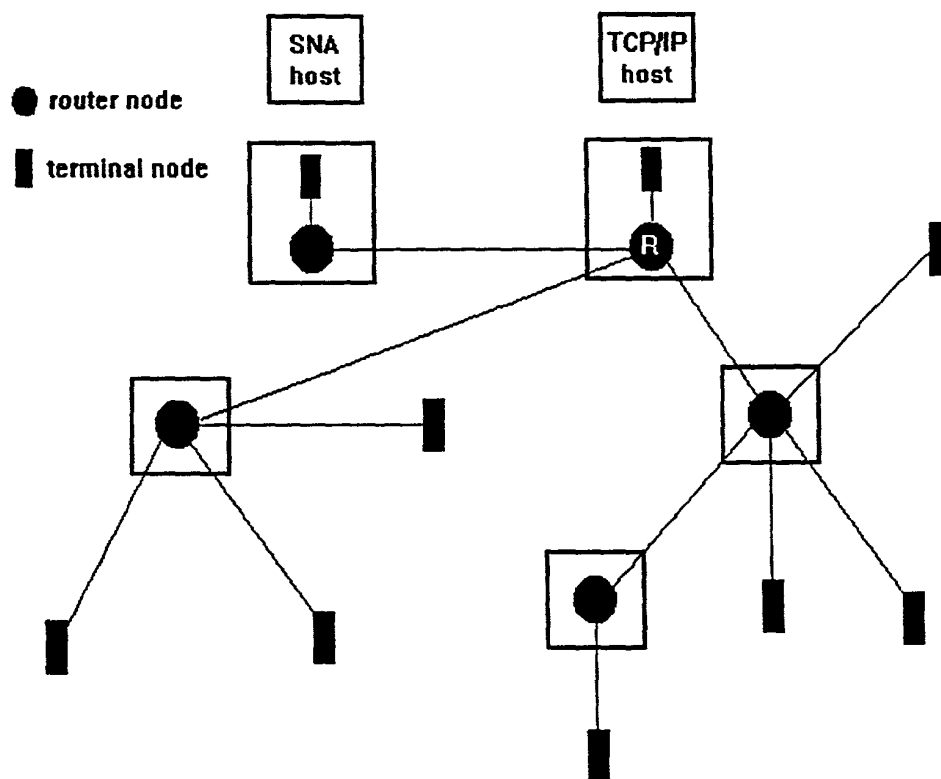 SNA
host
TCP/IP
host
router node
terminal node
R